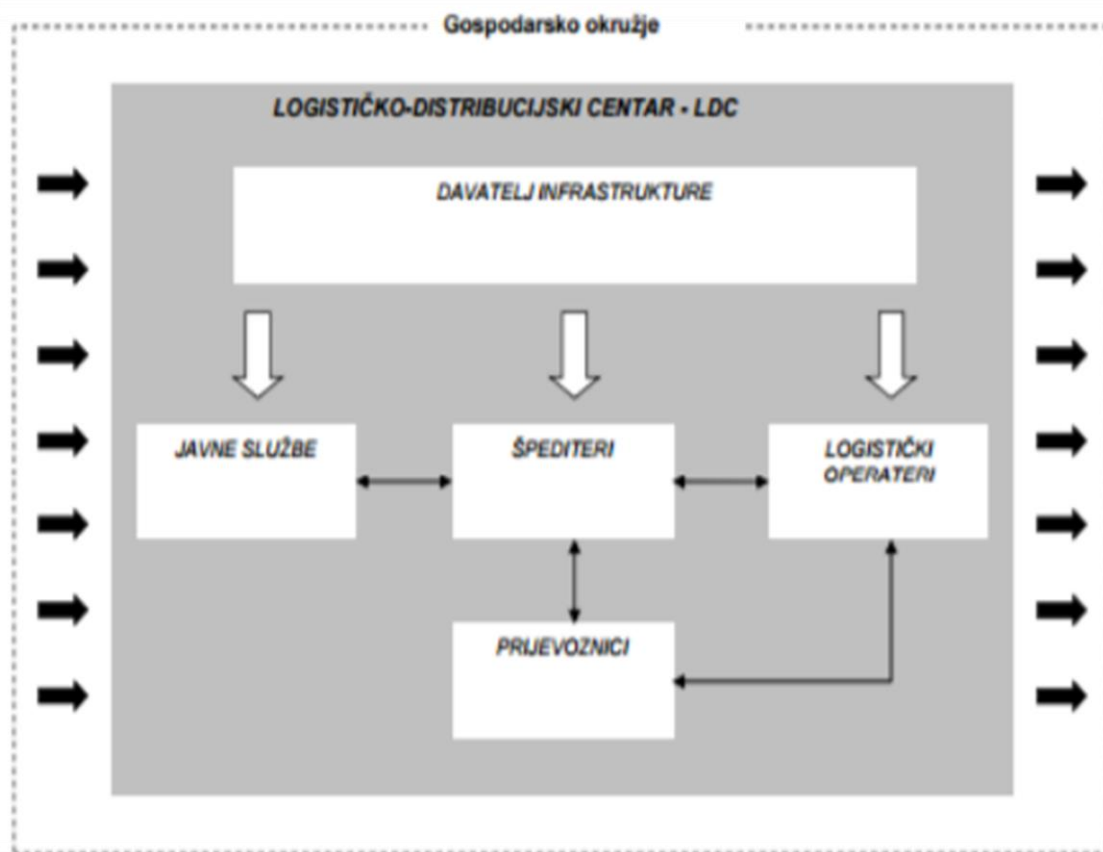 Gospodarsko okružje
LOGISTIČKO-DISTRIBUCIJSKI CENTAR - LDC
DAVATELJ INFRASTRUKTURE
JAVNE SLUŽBE
ŠPEDITERI
LOGISTIČKI
OPERATERI
PRIJEVOZNICI